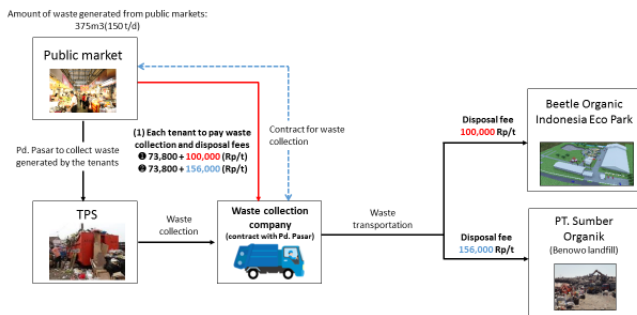 Amount of waste generated from public markets:
375m3(150 t/d)
Public market
Pd. Pasar to collect waste
generated by the tenants
(1) Each tenant to pay waste
collection and disposal fees
❶ 73,800 + 100,000 (Rp/t)
❷ 73,800 + 156,000 (Rp/t)
Contract for waste
collection
TPS
Waste
collection
Waste collection
company
(contract with Pd. Pasar)
Waste
transportation
Disposal fee
100,000 Rp/t
Beetle Organic
Indonesia Eco Park
Disposal fee
156,000 Rp/t
PT. Sumber
Organik
(Benowo landfill)